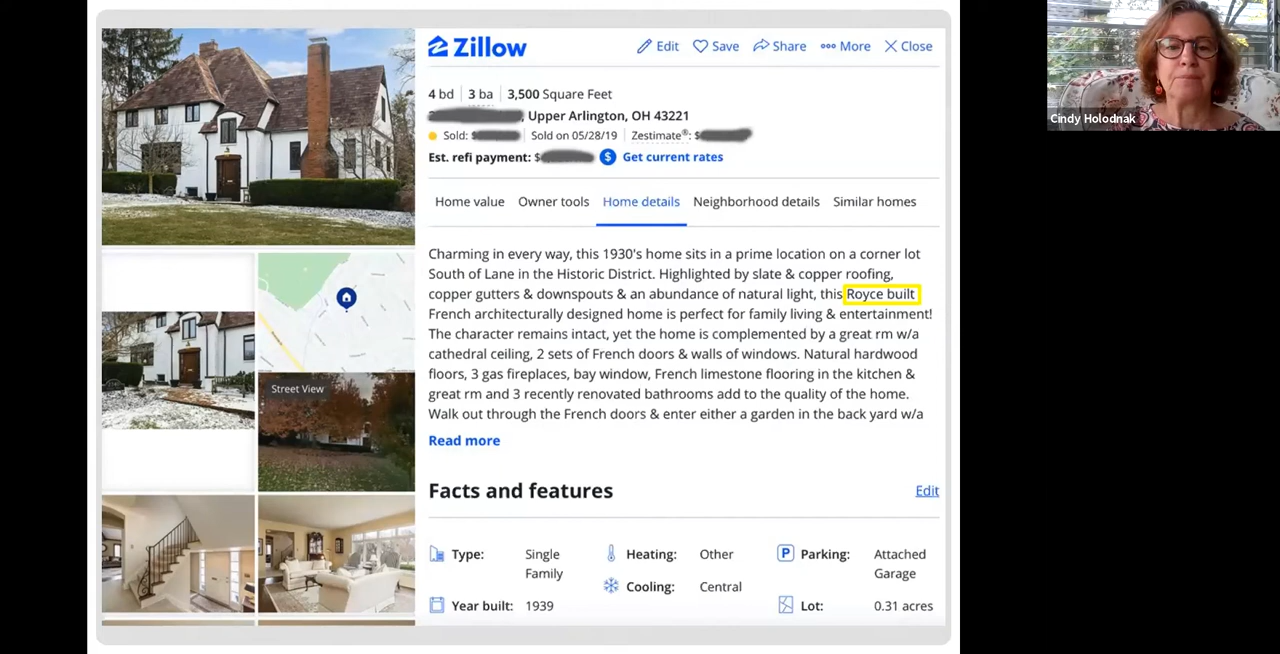 Zillow
Edit Save Share More Close
4 bd 3 ba 3,500 Square Feet
, Upper Arlington, OH 43221
Sold: $ Sold on 05/28/19 Zestimate®: $
Est. refi payment: $ $ Get current rates
Home value Owner tools Home details Neighborhood details Similar homes
Charming in every way, this 1930's home sits in a prime location on a corner lot
South of Lane in the Historic District. Highlighted by slate & copper roofing,
copper gutters & downspouts & an abundance of natural light, this Royce built
French architecturally designed home is perfect for family living & entertainment!
The character remains intact, yet the home is complemented by a great rm w/a
cathedral ceiling, 2 sets of French doors & walls of windows. Natural hardwood
floors, 3 gas fireplaces, bay window, French limestone flooring in the kitchen &
great rm and 3 recently renovated bathrooms add to the quality of the home.
Walk out through the French doors & enter either a garden in the back yard w/a
Read more
Street View
Facts and features Edit
Type: Single Family
Heating: Other
P Parking: Attached Garage
Cooling: Central
Year built: 1939
Lot: 0.31 acres
Cindy Holodnak